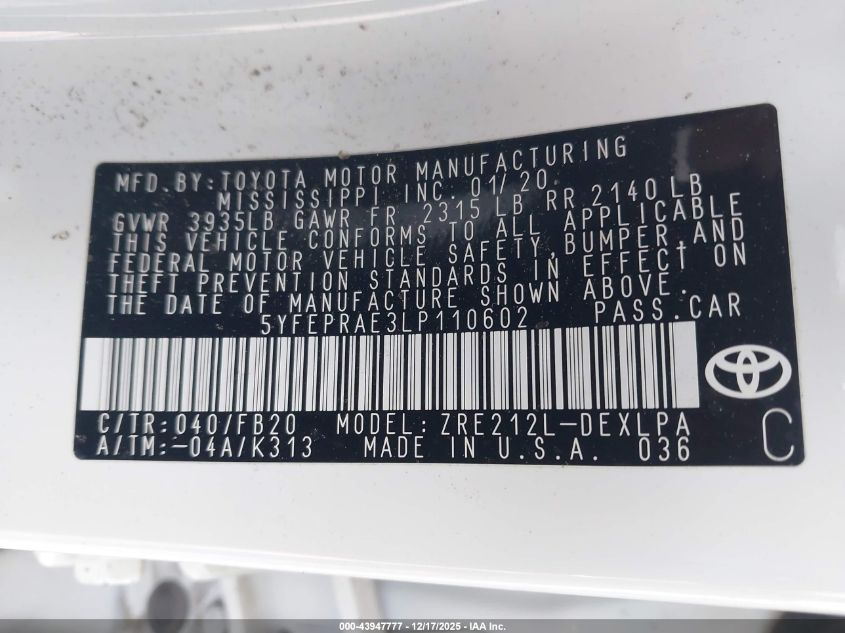 MFD.BY:TOYOTA MOTOR MANUFACTURING
MISSISSIPPI INC. 01/20
GVWR 3935LB GAWR FR 2315 LB RR 2140 LB
THIS VEHICLE CONFORMS TO ALL APPLICABLE
FEDERAL MOTOR VEHICLE SAFETY,BUMPER,AND
THEFT PREVENTION STANDARDS IN EFFECT ON
THE DATE OF MANUFACTURE SHOWN ABOVE.
5YFEPRAE3LP110602 PASS.CAR
C/TR:040/FB20 MODEL:ZRE212L-DEXLPA
A/TM:-04A/K313 MADE IN U.S.A. 036 C
000-43947777 - 12/17/2025 - IAA Inc.